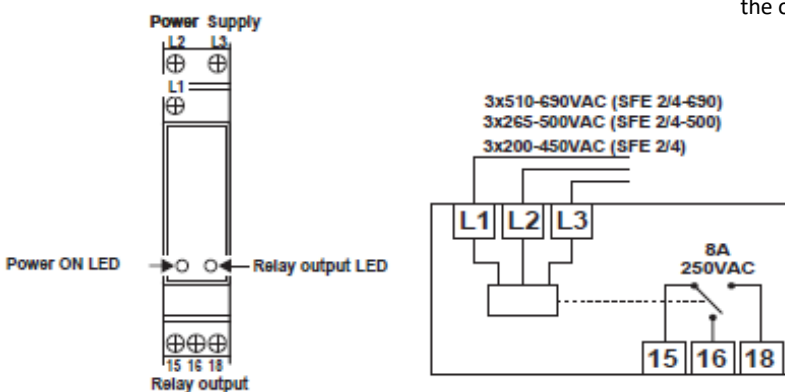 the c
Power Supply
L2 L3
L1
Power ON LED
Relay output LED
15 16 18
Relay output
3x510-690VAC (SFE 2/4-690)
3x265-500VAC (SFE 2/4-500)
3x200-450VAC (SFE 2/4)
L1 L2 L3
8A
250VAC
15 16 18